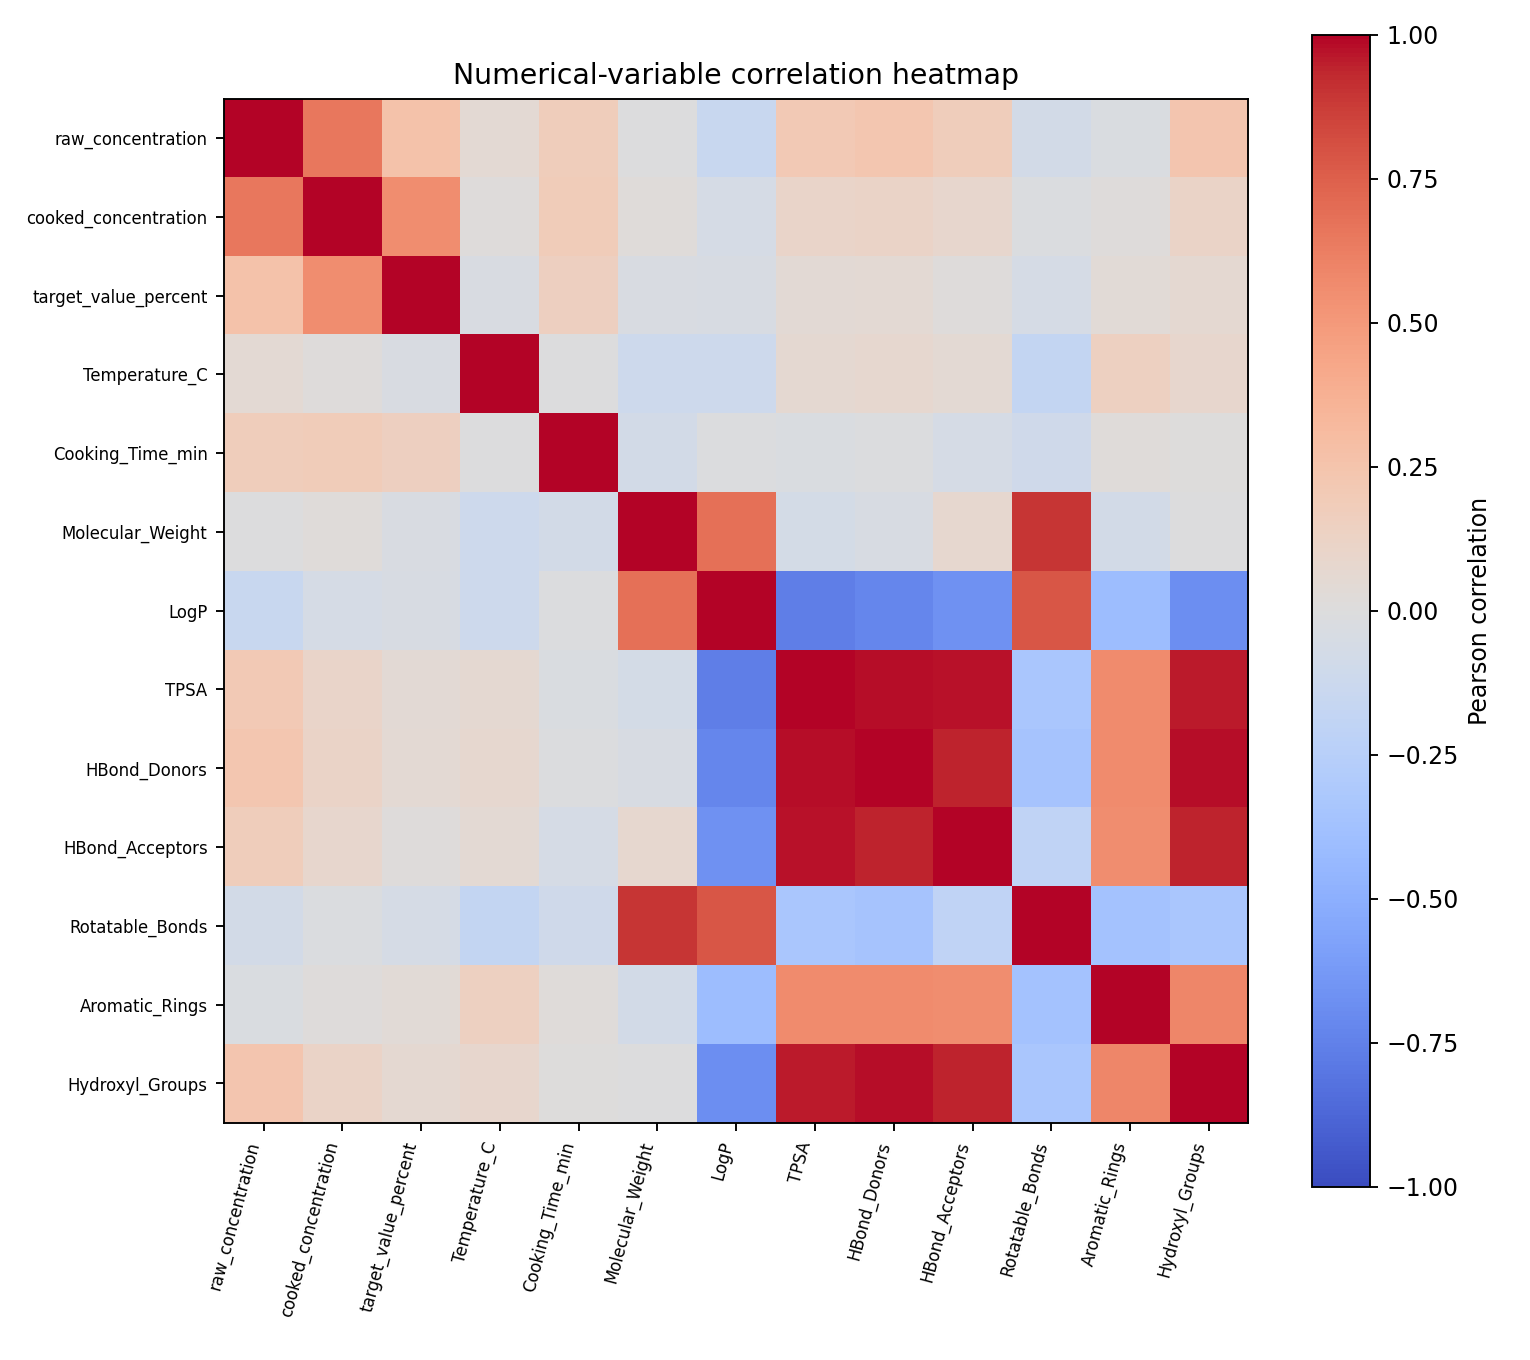 Numerical-variable correlation heatmap
raw_concentration
cooked_concentration
target_value_percent
Temperature_C
Cooking_Time_min
Molecular_Weight
LogP
TPSA
HBond_Donors
HBond_Acceptors
Rotatable_Bonds
Aromatic_Rings
Hydroxyl_Groups
raw_concentration
cooked_concentration
target_value_percent
Temperature_C
Cooking_Time_min
Molecular_Weight
LogP
TPSA
HBond_Donors
HBond_Acceptors
Rotatable_Bonds
Aromatic_Rings
Hydroxyl_Groups
1.00
0.75
0.50
0.25
0.00
−0.25
−0.50
−0.75
−1.00
Pearson correlation